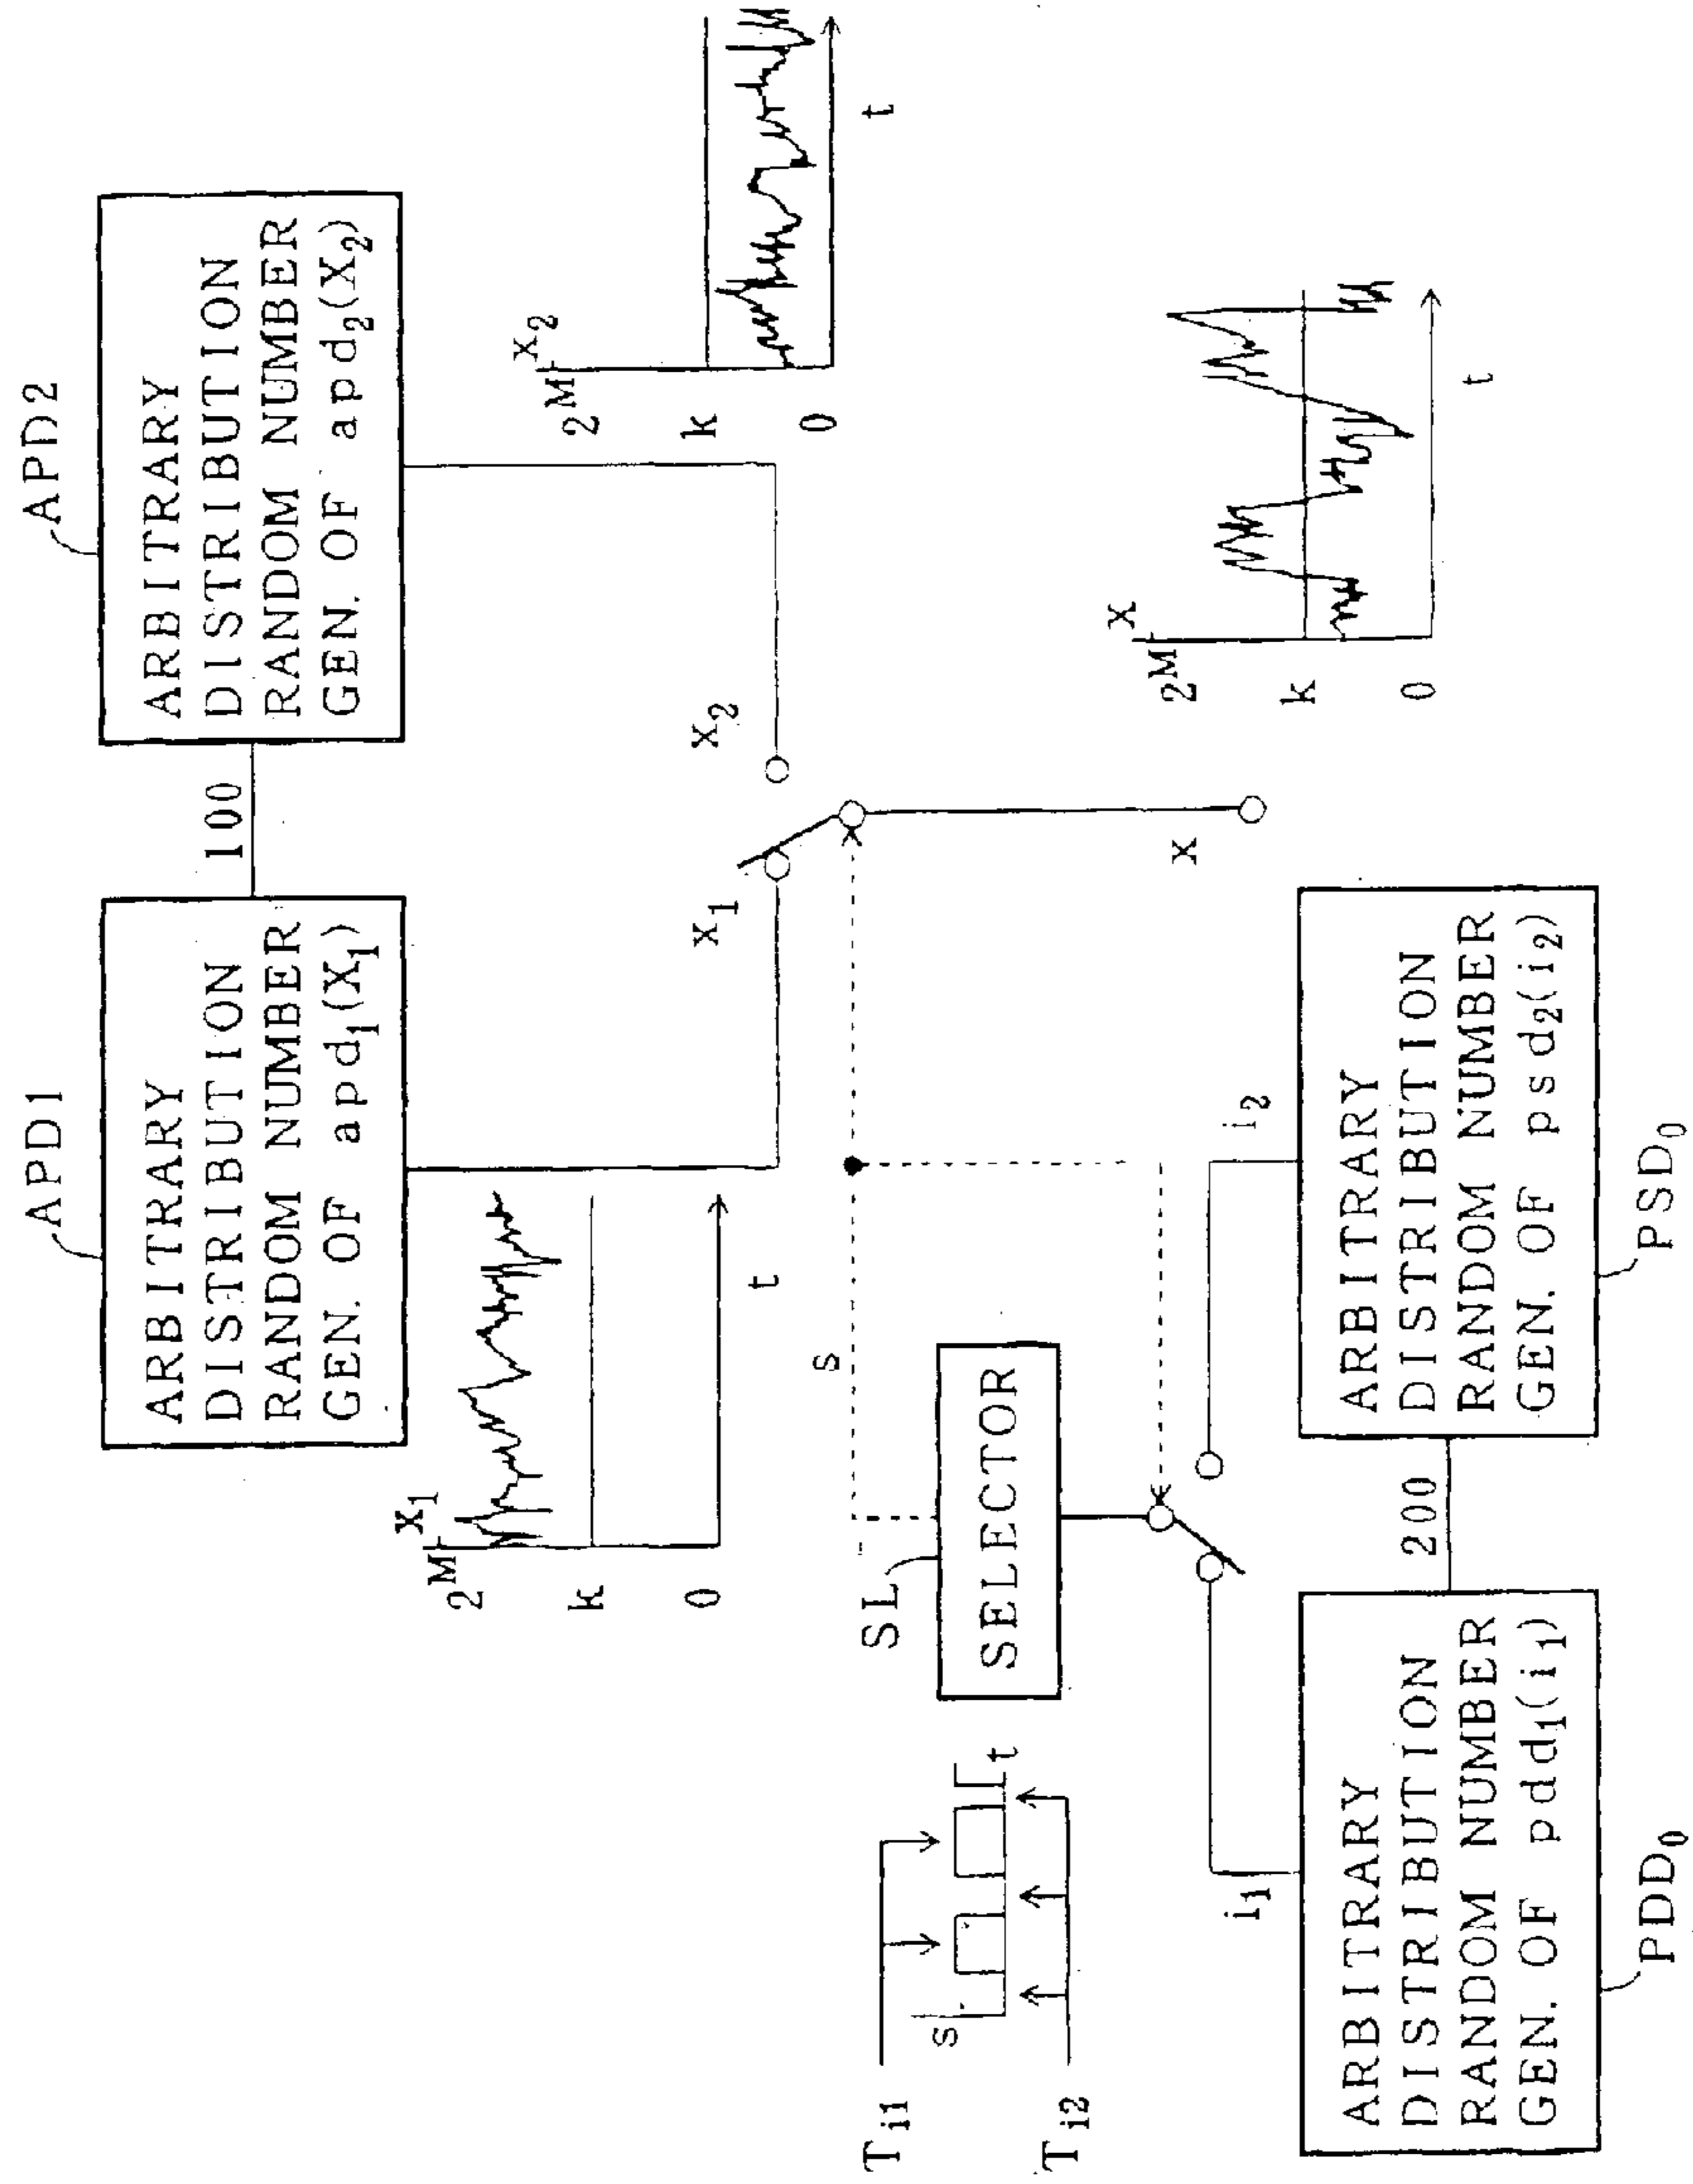 APD1
ARBITRARY
DISTRIBUTION
RANDOM NUMBER
GEN. OF apd₁(X₁)
100
APD2
ARBITRARY
DISTRIBUTION
RANDOM NUMBER
GEN. OF apd₂(X₂)
X₁
2ᴹ
k
0
t
X₂
2ᴹ
k
0
t
x₁
x₂
s
SL
SELECTOR
x
X
2ᴹ
k
0
t
Tᵢ₁
s
t
Tᵢ₂
i₁
i₂
ARBITRARY
DISTRIBUTION
RANDOM NUMBER
GEN. OF pdd₁(i₁)
PDD₀
200
ARBITRARY
DISTRIBUTION
RANDOM NUMBER
GEN. OF psd₂(i₂)
PSD₀